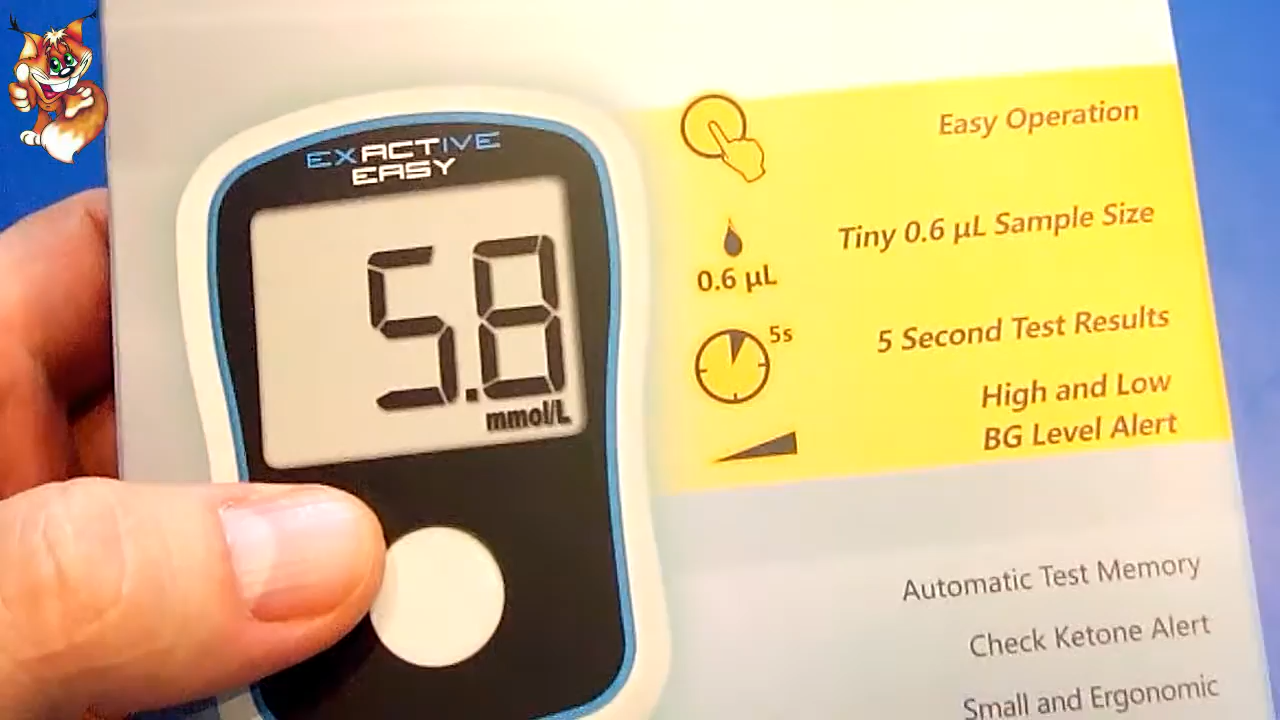 EXACTIVE
EASY
5.8
mmol/L
Easy Operation
Tiny 0.6 µL Sample Size
0.6 µL
5s
5 Second Test Results
High and Low
BG Level Alert
Automatic Test Memory
Check Ketone Alert
Small and Ergonomic